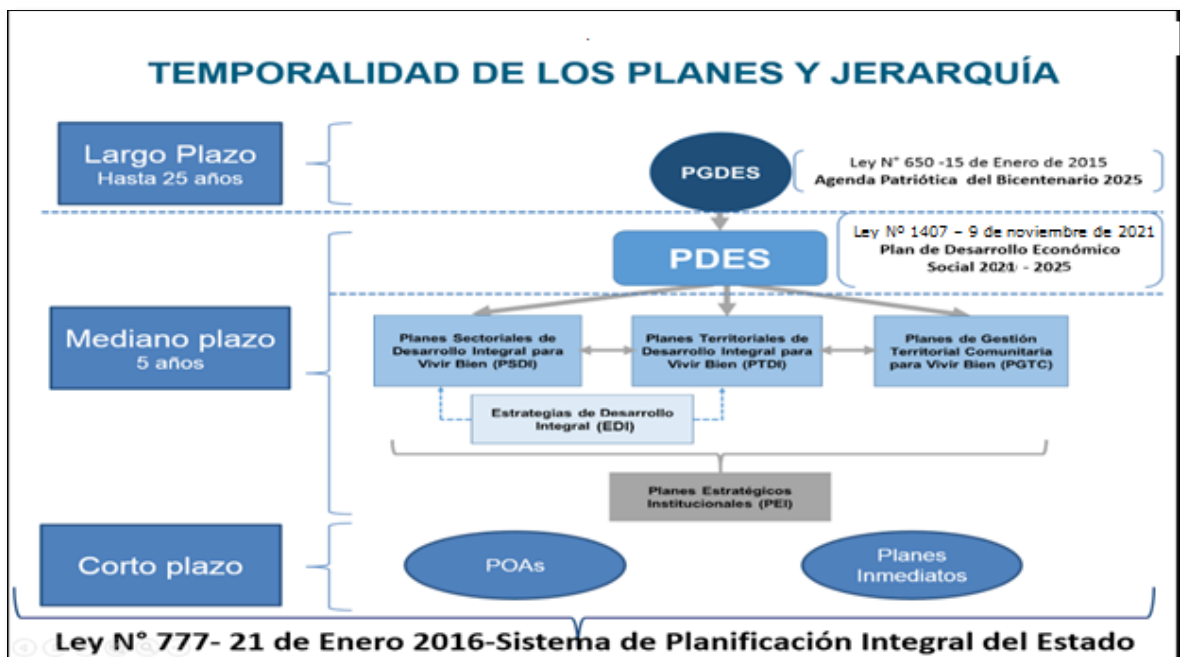 TEMPORALIDAD DE LOS PLANES Y JERARQUÍA
Largo Plazo
Hasta 25 años
PGDES
Ley N° 650 -15 de Enero de 2015
Agenda Patriótica del Bicentenario 2025
Ley Nº 1407 – 9 de noviembre de 2021
Plan de Desarrollo Económico
Social 2021 - 2025
PDES
Mediano plazo
5 años
Planes Sectoriales de
Desarrollo Integral para
Vivir Bien (PSDI)
Planes Territoriales de
Desarrollo Integral para
Vivir Bien (PTDI)
Planes de Gestión
Territorial Comunitaria
para Vivir Bien (PGTC)
Estrategias de Desarrollo
Integral (EDI)
Planes Estratégicos
Institucionales (PEI)
Corto plazo
POAs
Planes
Inmediatos
Ley N° 777- 21 de Enero 2016-Sistema de Planificación Integral del Estado